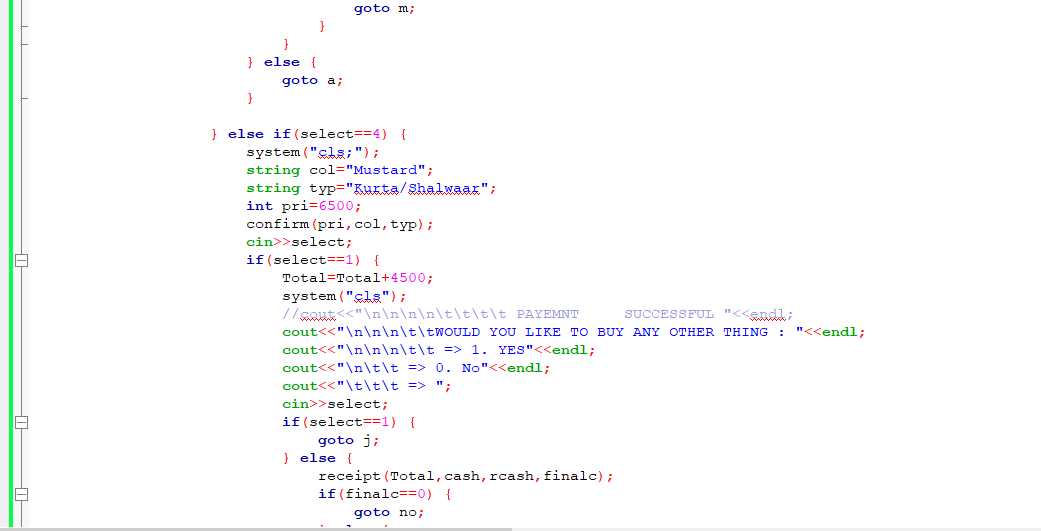 goto m;
}
}
} else {
goto a;
}
} else if(select==4) {
system("cls;");
string col="Mustard";
string typ="Kurta/Shalwaar";
int pri=6500;
confirm(pri,col,typ);
cin>>select;
if(select==1) {
Total=Total+4500;
system("cls");
//cout<<"\n\n\n\n\t\t\t\t PAYEMNT     SUCCESSFUL "<<endl;
cout<<"\n\n\n\t\tWOULD YOU LIKE TO BUY ANY OTHER THING : "<<endl;
cout<<"\n\n\n\t\t => 1. YES"<<endl;
cout<<"\n\t\t => 0. No"<<endl;
cout<<"\t\t\t => ";
cin>>select;
if(select==1) {
goto j;
} else {
receipt(Total,cash,rcash,finalc);
if(finalc==0) {
goto no;